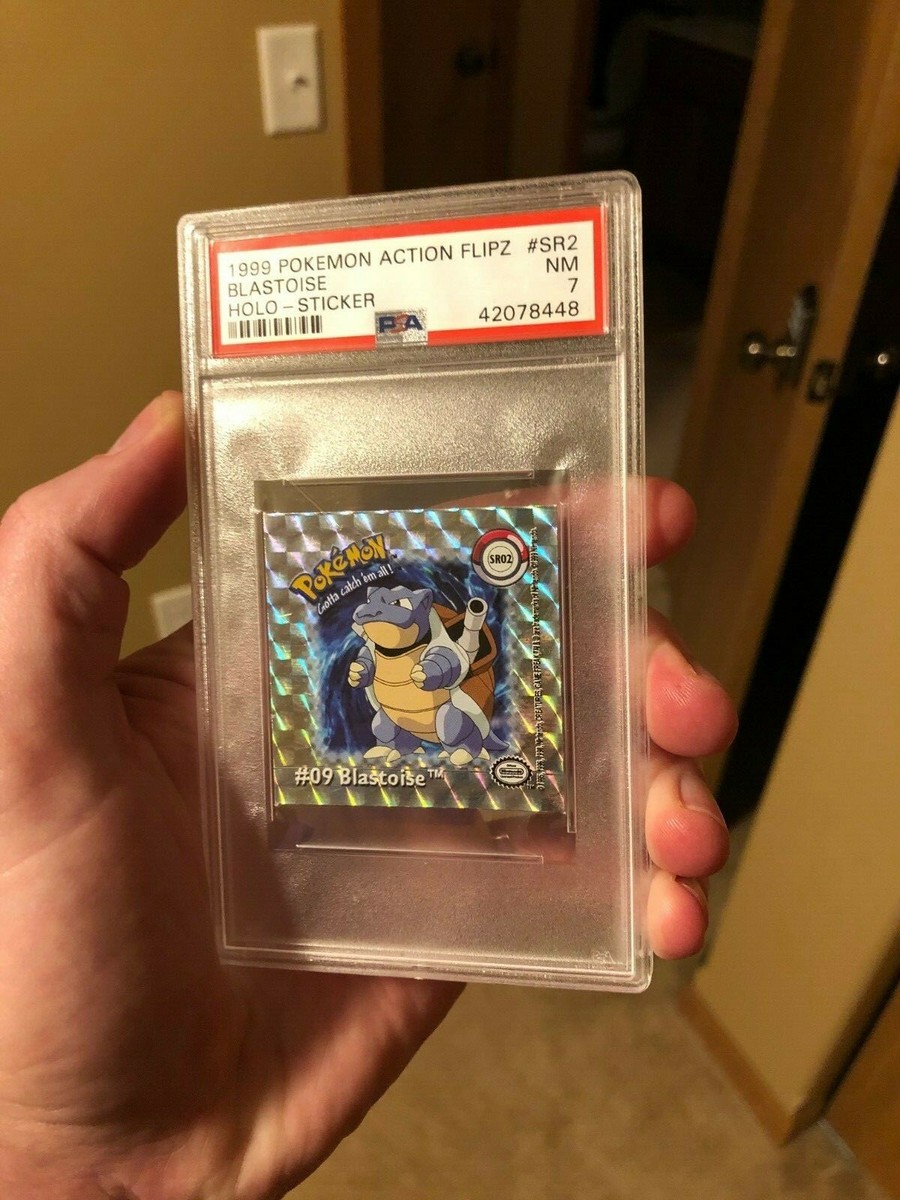 1999 POKEMON ACTION FLIPZ #SR2
BLASTOISE NM
HOLO - STICKER 7
PSA 42078448
POKéMON™
Gotta catch 'em all!
SR02
#09 Blastoise™